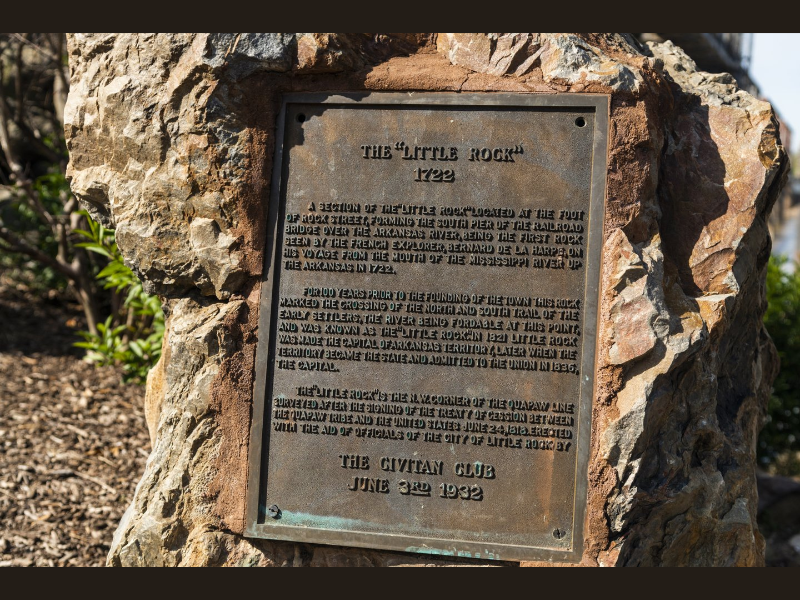 THE "LITTLE ROCK"
1722
A SECTION OF THE "LITTLE ROCK" LOCATED AT THE FOOT
OF ROCK STREET, FORMING THE SOUTH PIER OF THE RAILROAD
BRIDGE OVER THE ARKANSAS RIVER, BEING THE FIRST ROCK
SEEN BY THE FRENCH EXPLORER, BERNARD DE LA HARPE, ON
HIS VOYAGE FROM THE MOUTH OF THE MISSISSIPPI RIVER UP
THE ARKANSAS IN 1722.
FOR 100 YEARS PRIOR TO THE FOUNDING OF THE TOWN THIS ROCK
MARKED THE CROSSING OF THE NORTH AND SOUTH TRAIL OF THE
EARLY SETTLERS, THE RIVER BEING FORDABLE AT THIS POINT,
AND WAS KNOWN AS THE "LITTLE ROCK" IN 1821 LITTLE ROCK
WAS MADE THE CAPITAL OF ARKANSAS TERRITORY, LATER WHEN THE
TERRITORY BECAME THE STATE AND ADMITTED TO THE UNION IN 1836,
THE CAPITAL.
THE "LITTLE ROCK" IS THE N.W. CORNER OF THE QUAPAW LINE
SURVEYED AFTER THE SIGNING OF THE TREATY OF CESSION BETWEEN
THE QUAPAW TRIBE AND THE UNITED STATES JUNE 24, 1818. ERECTED
WITH THE AID OF OFFICIALS OF THE CITY OF LITTLE ROCK BY
THE CIVITAN CLUB
JUNE 3RD 1932